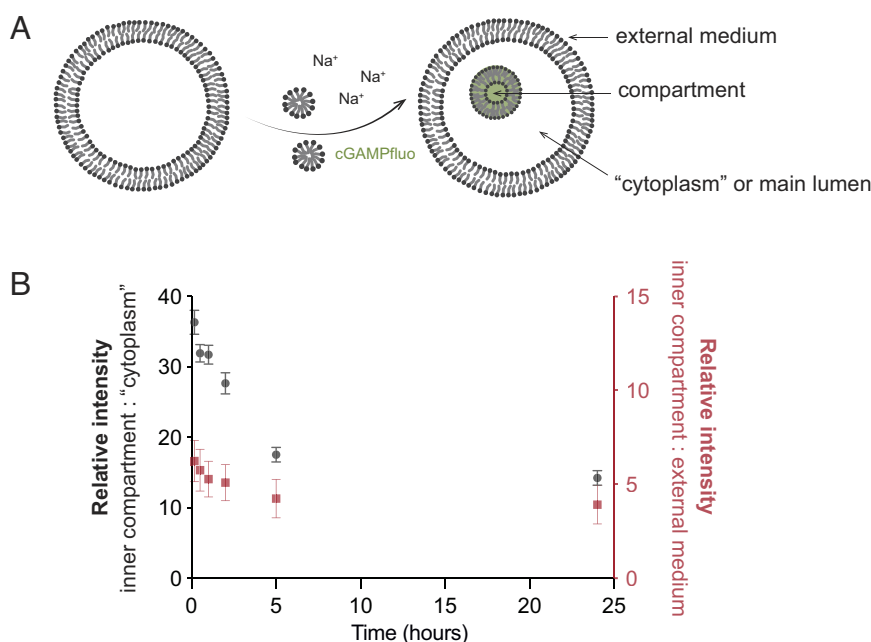 A
Na⁺
Na⁺
Na⁺
cGAMPfluo
external medium
compartment
“cytoplasm” or main lumen
B
Relative intensity
inner compartment : “cytoplasm”
40
30
20
10
0
15
10
5
0
Relative intensity
inner compartment : external medium
0 5 10 15 20 25
Time (hours)